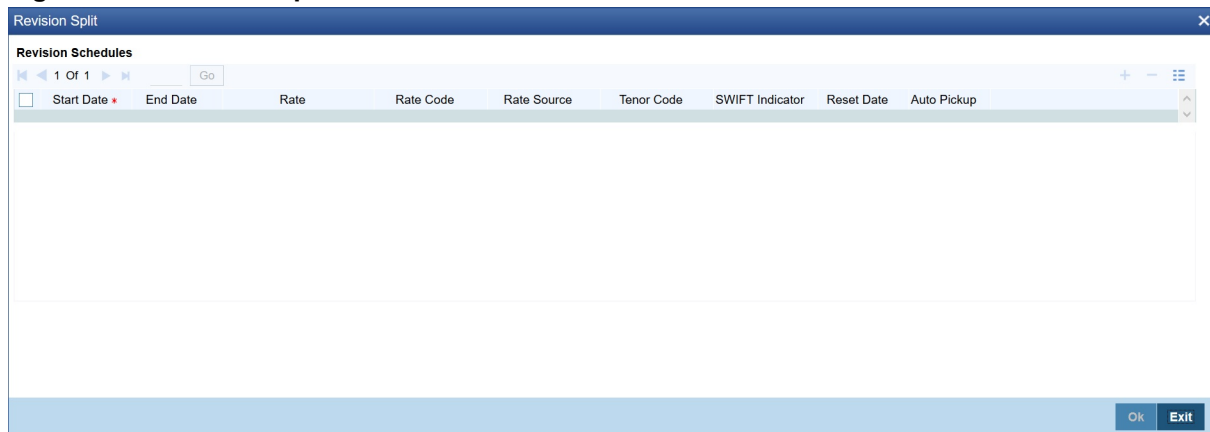 Revision Split
Revision Schedules
1 Of 1 Go
Start Date * End Date Rate Rate Code Rate Source Tenor Code SWIFT Indicator Reset Date Auto Pickup
Ok Exit